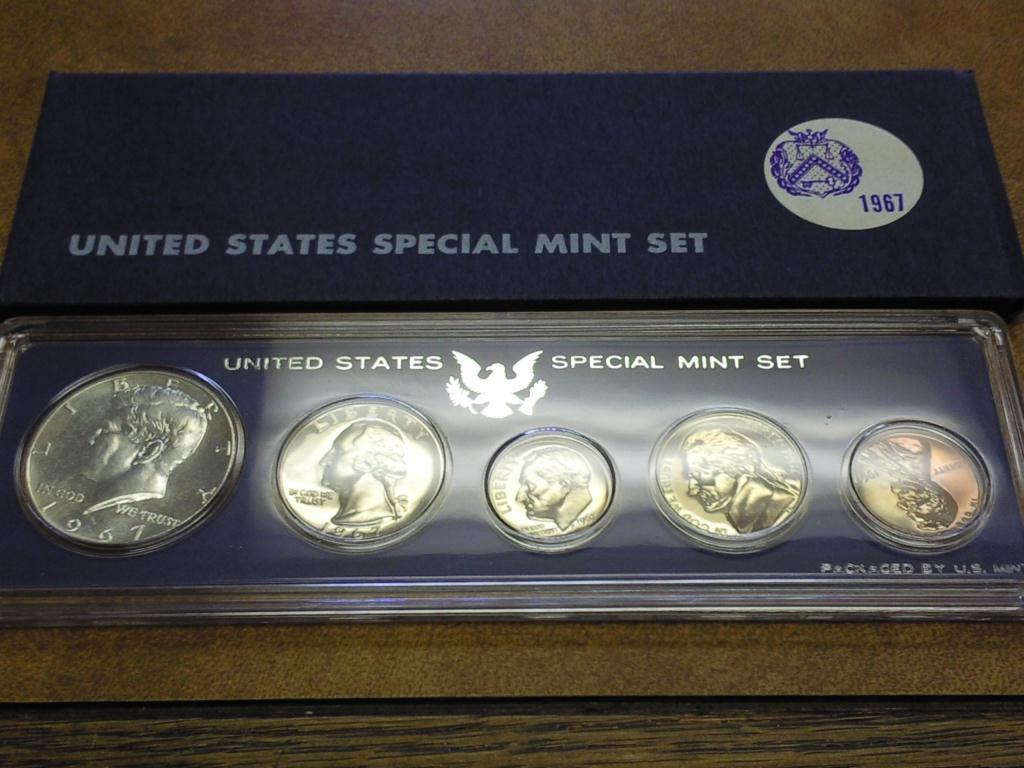 1967
UNITED STATES SPECIAL MINT SET
UNITED STATES SPECIAL MINT SET
LIBERTY
IN GOD
WE TRUST
1967
LIBERTY
IN GOD WE
TRUST
1967
LIBERTY
LIBERTY
PACKAGED BY U.S. MINT